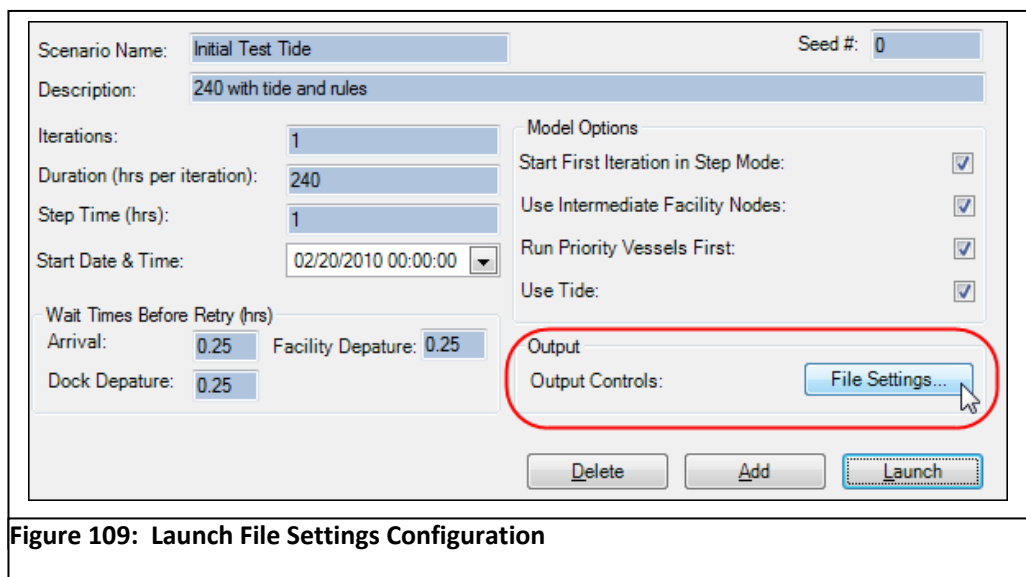 Scenario Name: Initial Test Tide Seed #: 0
Description: 240 with tide and rules
Iterations: 1
Duration (hrs per iteration): 240
Step Time (hrs): 1
Start Date & Time: 02/20/2010 00:00:00
Wait Times Before Retry (hrs)
Arrival: 0.25 Facility Depature: 0.25
Dock Depature: 0.25
Model Options
Start First Iteration in Step Mode:
Use Intermediate Facility Nodes:
Run Priority Vessels First:
Use Tide:
Output
Output Controls: File Settings...
Delete Add Launch
Figure 109: Launch File Settings Configuration